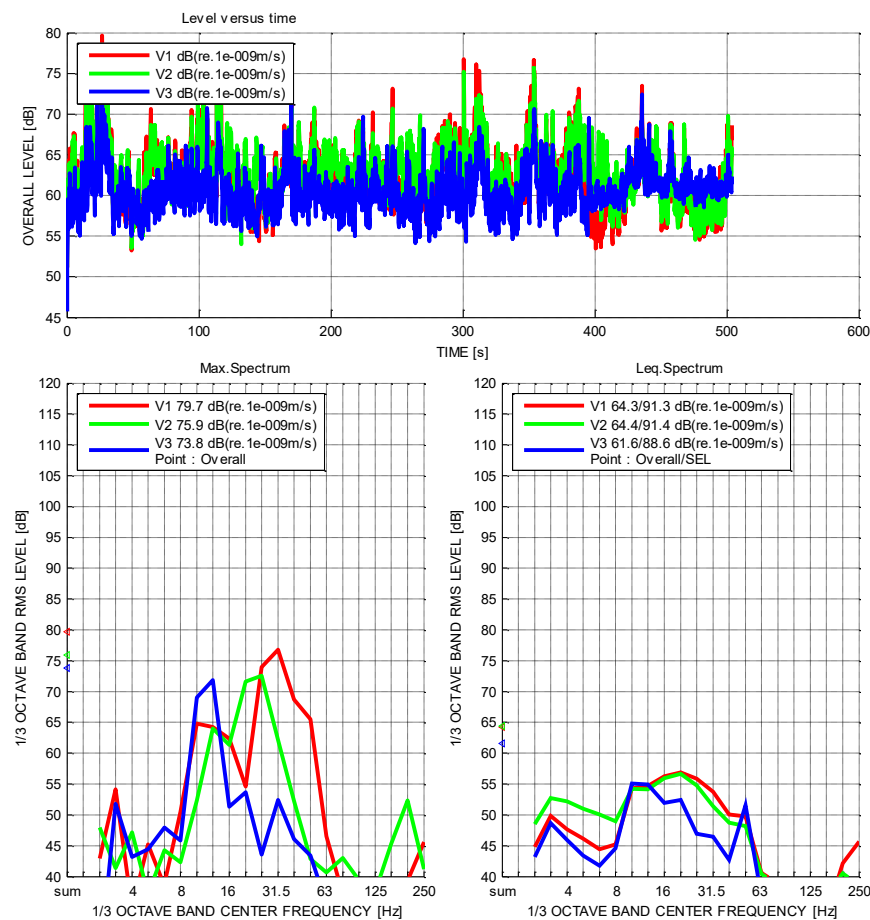 Level versus time
80
75
70
65
60
55
50
45
OVERALL LEVEL [dB]
V1 dB(re.1e-009m/s)
V2 dB(re.1e-009m/s)
V3 dB(re.1e-009m/s)
0
100
200
300
400
500
600
TIME [s]
Max.Spectrum
120
115
110
105
100
95
90
85
80
75
70
65
60
55
50
45
40
1/3 OCTAVE BAND RMS LEVEL [dB]
V1 79.7 dB(re.1e-009m/s)
V2 75.9 dB(re.1e-009m/s)
V3 73.8 dB(re.1e-009m/s)
Point : Overall
sum
4
8
16
31.5
63
125
250
1/3 OCTAVE BAND CENTER FREQUENCY [Hz]
Leq.Spectrum
120
115
110
105
100
95
90
85
80
75
70
65
60
55
50
45
40
1/3 OCTAVE BAND RMS LEVEL [dB]
V1 64.3/91.3 dB(re.1e-009m/s)
V2 64.4/91.4 dB(re.1e-009m/s)
V3 61.6/88.6 dB(re.1e-009m/s)
Point : Overall/SEL
sum
4
8
16
31.5
63
125
250
1/3 OCTAVE BAND CENTER FREQUENCY [Hz]